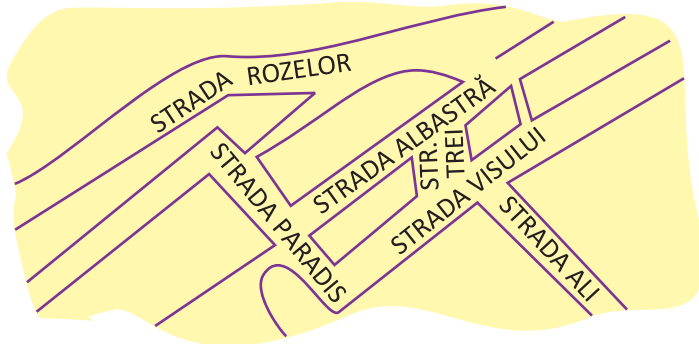 STRADA ROZELOR
STRADA ALBASTRĂ
STR.
TREI
STRADA PARADIS
STRADA VISULUI
STRADA ALI